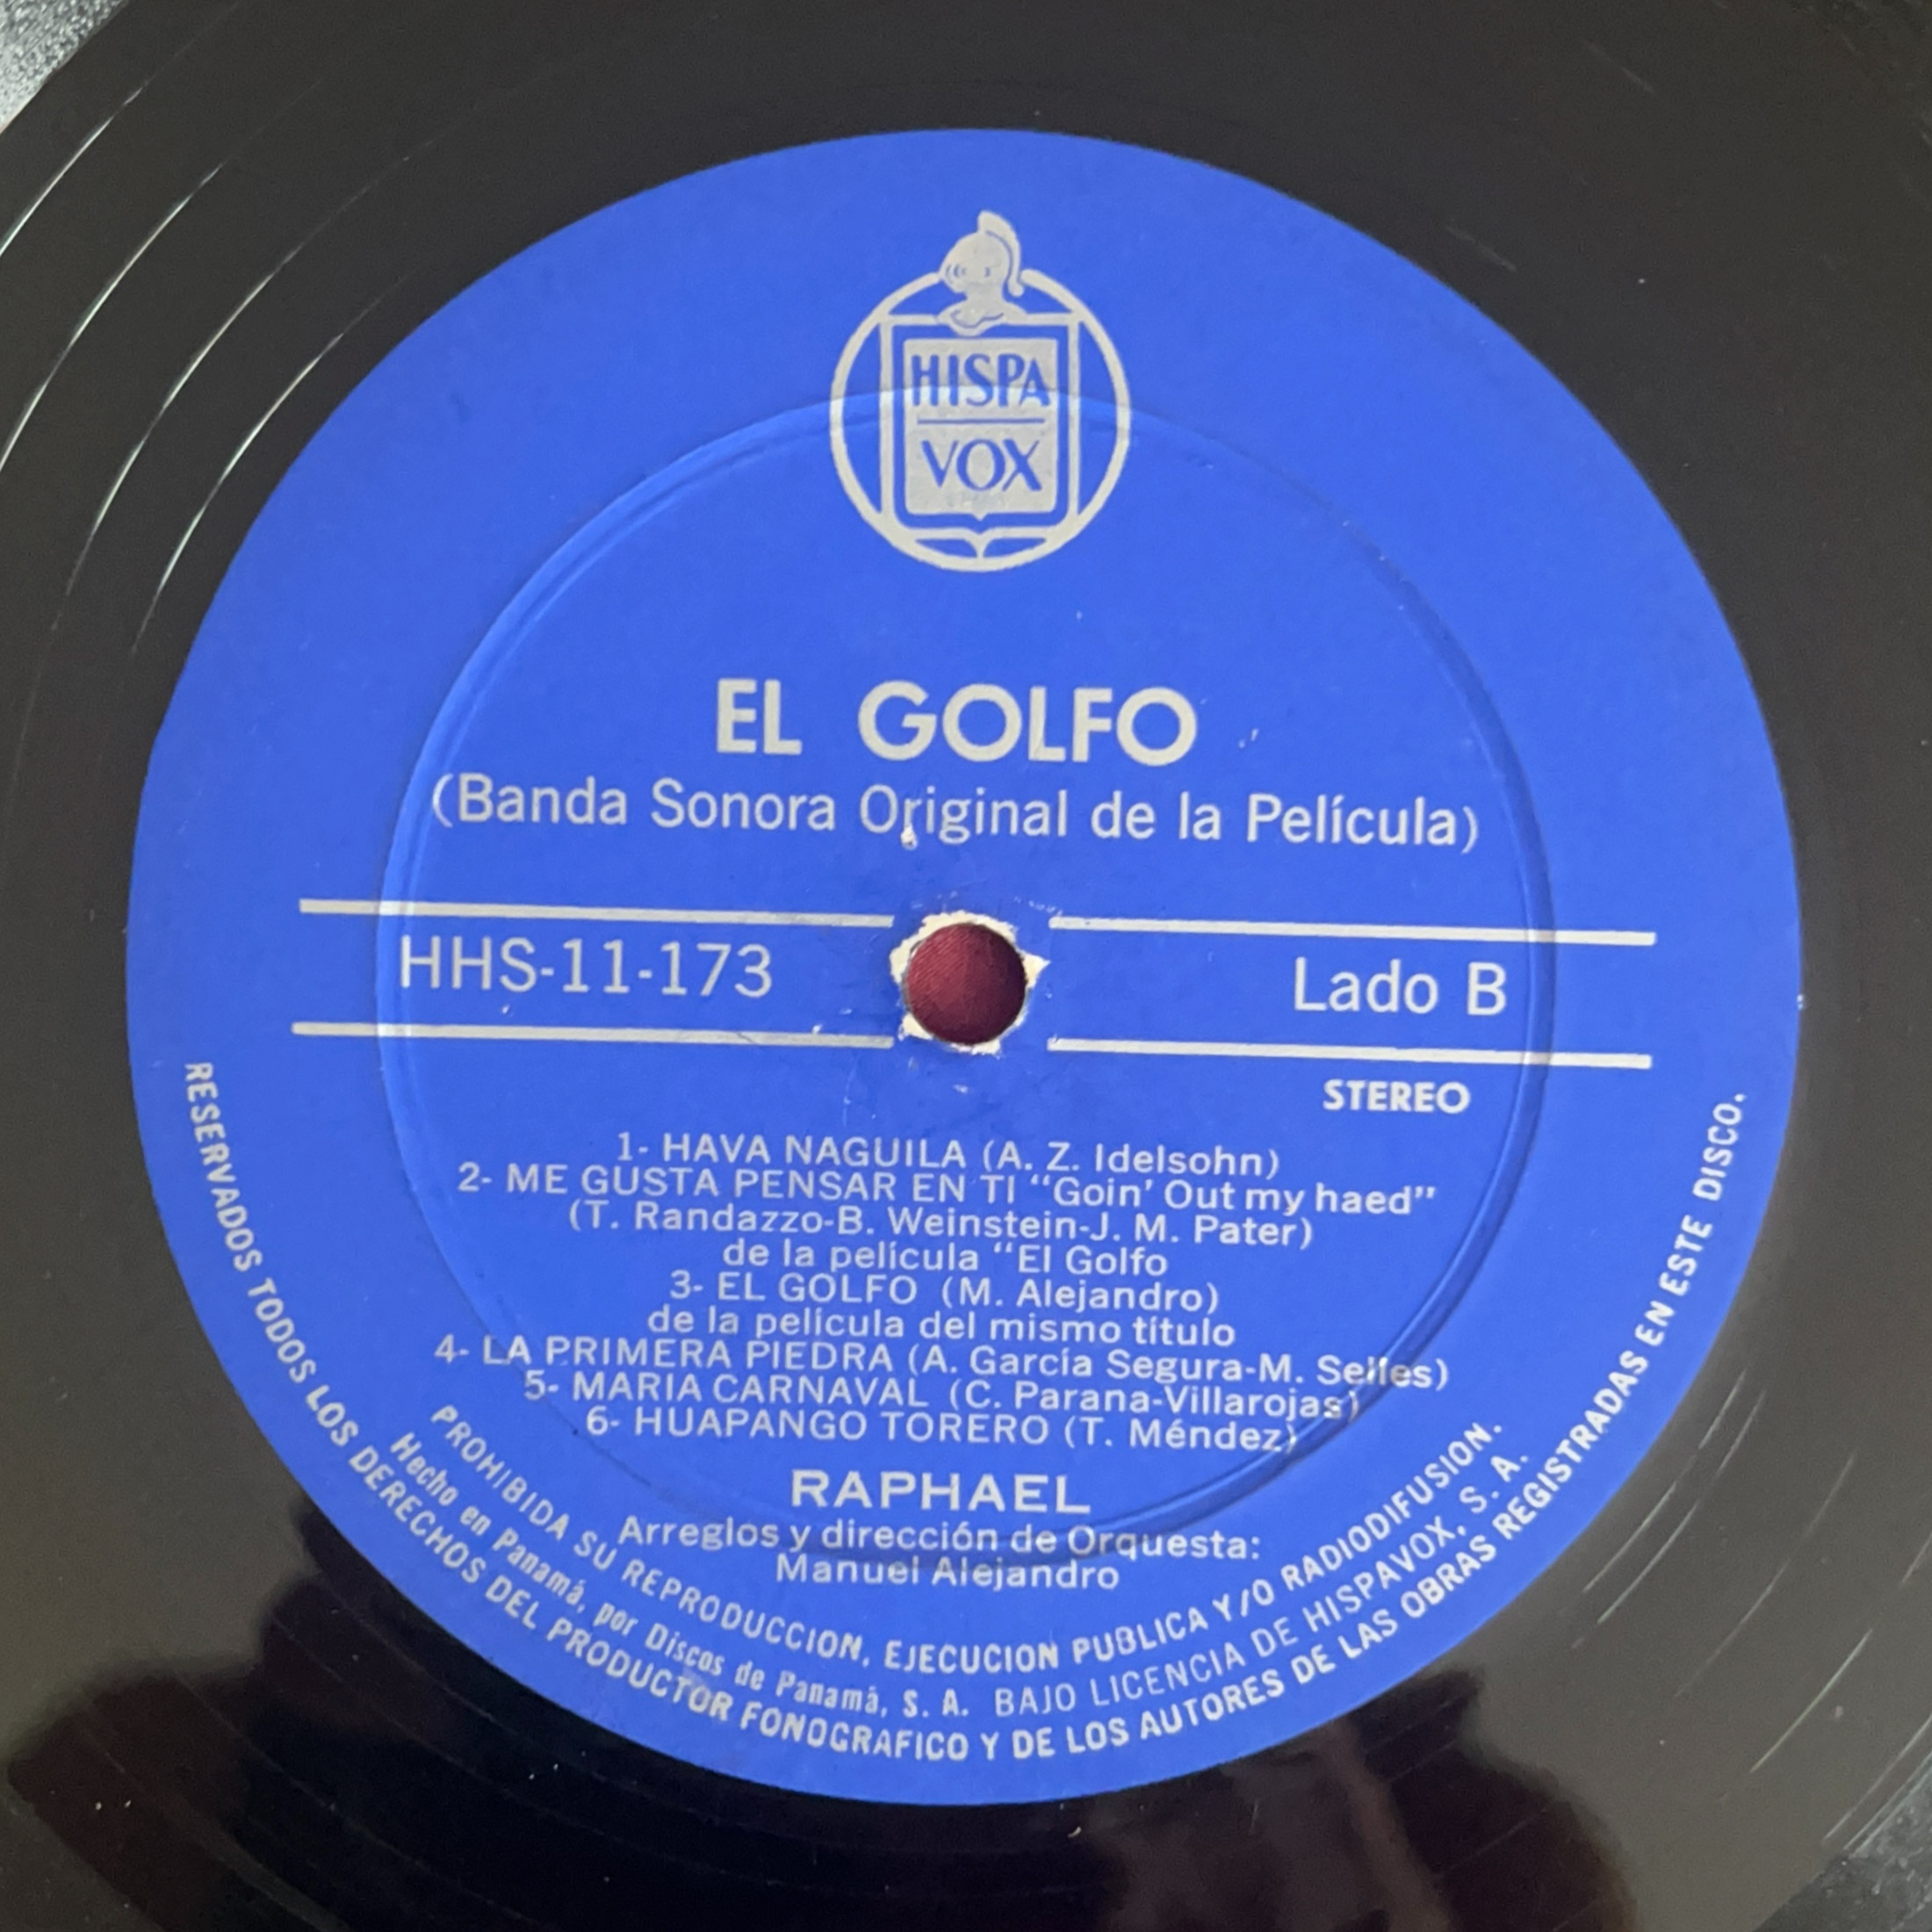 HISPA
VOX
EL GOLFO
(Banda Sonora Original de la Película)
HHS-11-173
Lado B
STEREO
1- HAVA NAGUILA (A. Z. Idelsohn)
2- ME GUSTA PENSAR EN TI "Goin' Out my haed"
(T. Randazzo-B. Weinstein-J. M. Pater)
de la película "El Golfo
3- EL GOLFO (M. Alejandro)
de la película del mismo título
4- LA PRIMERA PIEDRA (A. García Segura-M. Selles)
5- MARIA CARNAVAL (C. Parana-Villarojas)
6- HUAPANGO TORERO (T. Méndez)
RAPHAEL
Arreglos y dirección de Orquesta:
Manuel Alejandro
PROHIBIDA SU REPRODUCCION, EJECUCION PUBLICA Y/O RADIODIFUSION.
Hecho en Panamá, por Discos de Panamá, S. A. BAJO LICENCIA DE HISPAVOX, S. A.
RESERVADOS TODOS LOS DERECHOS DEL PRODUCTOR FONOGRAFICO Y DE LOS AUTORES DE LAS OBRAS REGISTRADAS EN ESTE DISCO.